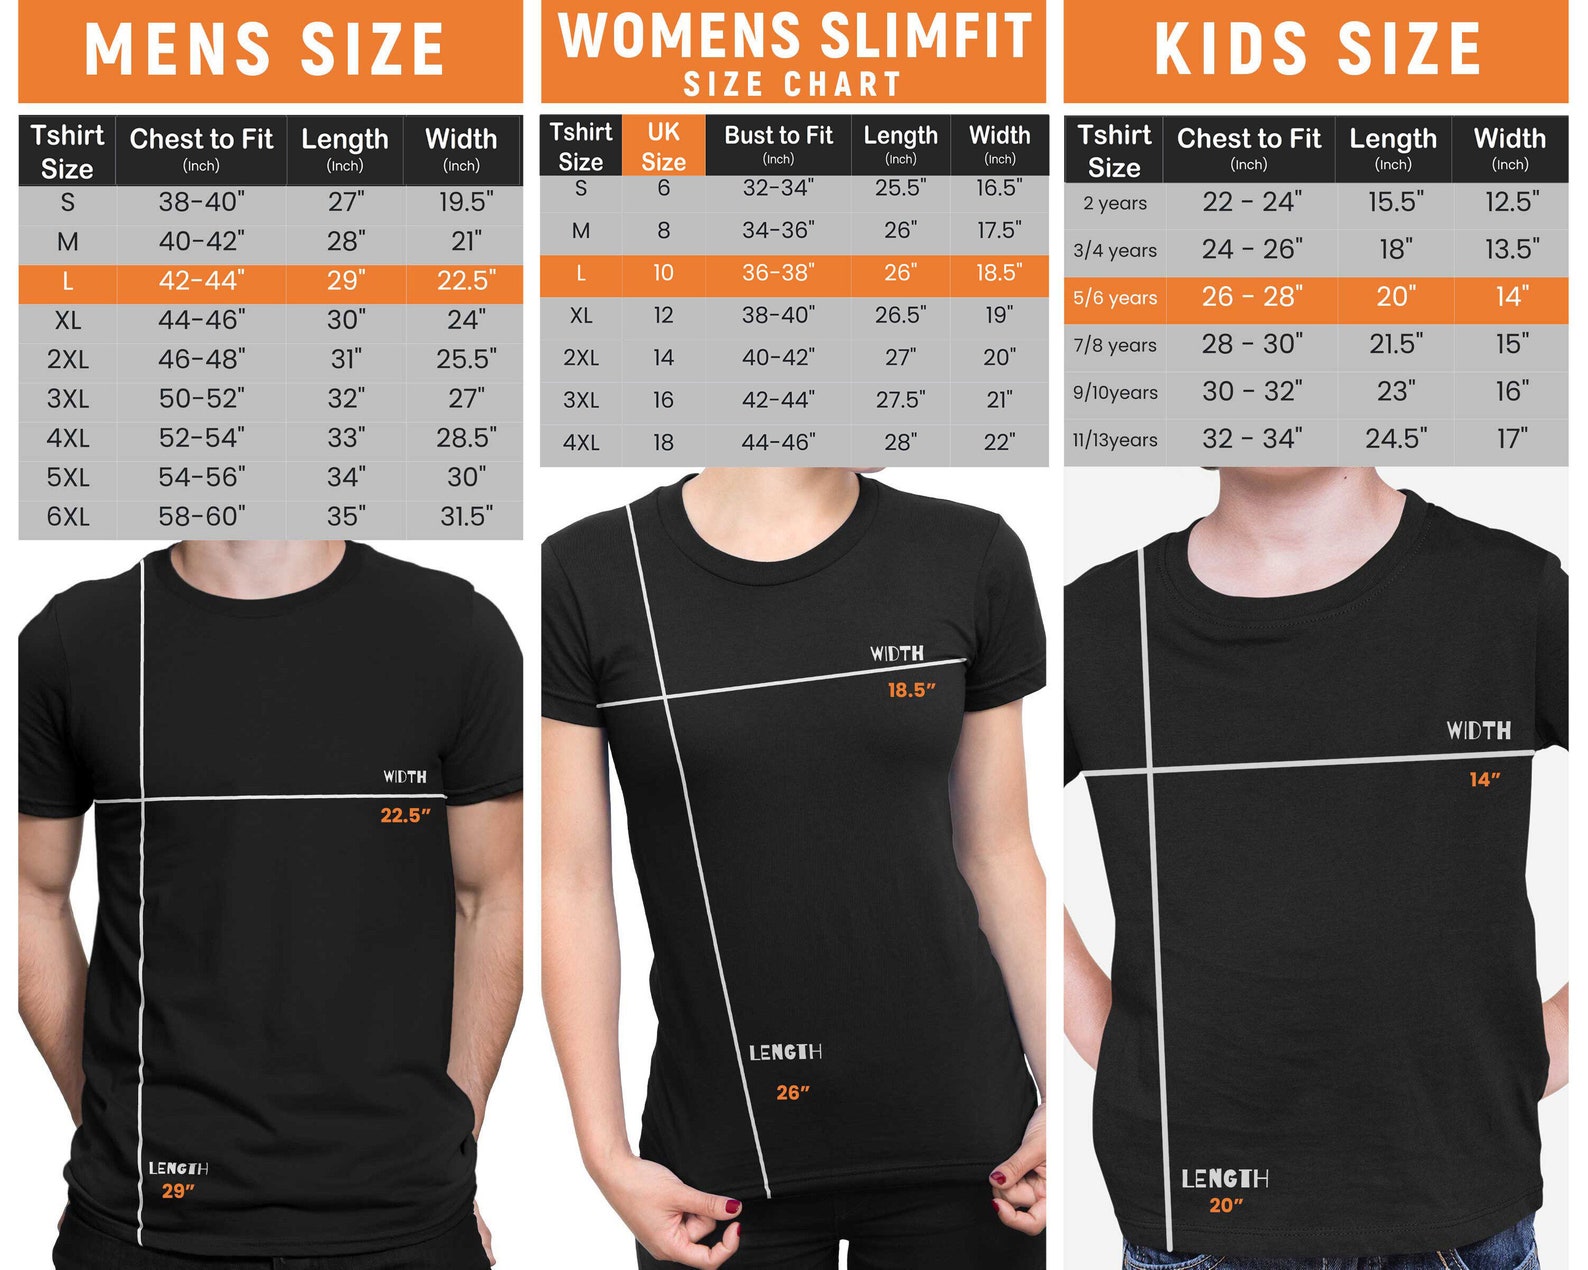 MENS SIZE
Tshirt Size Chest to Fit (Inch) Length (Inch) Width (Inch)
S 38-40" 27" 19.5"
M 40-42" 28" 21"
L 42-44" 29" 22.5"
XL 44-46" 30" 24"
2XL 46-48" 31" 25.5"
3XL 50-52" 32" 27"
4XL 52-54" 33" 28.5"
5XL 54-56" 34" 30"
6XL 58-60" 35" 31.5"
WIDTH
22.5”
LENGTH
29”
WOMENS SLIMFIT
SIZE CHART
Tshirt Size UK Size Bust to Fit (Inch) Length (Inch) Width (Inch)
S 6 32-34" 25.5" 16.5"
M 8 34-36" 26" 17.5"
L 10 36-38" 26" 18.5"
XL 12 38-40" 26.5" 19"
2XL 14 40-42" 27" 20"
3XL 16 42-44" 27.5" 21"
4XL 18 44-46" 28" 22"
WIDTH
18.5”
LENGTH
26”
KIDS SIZE
Tshirt Size Chest to Fit (Inch) Length (Inch) Width (Inch)
2 years 22 - 24" 15.5" 12.5"
3/4 years 24 - 26" 18" 13.5"
5/6 years 26 - 28" 20" 14"
7/8 years 28 - 30" 21.5" 15"
9/10years 30 - 32" 23" 16"
11/13years 32 - 34" 24.5" 17"
WIDTH
14”
LENGTH
20”